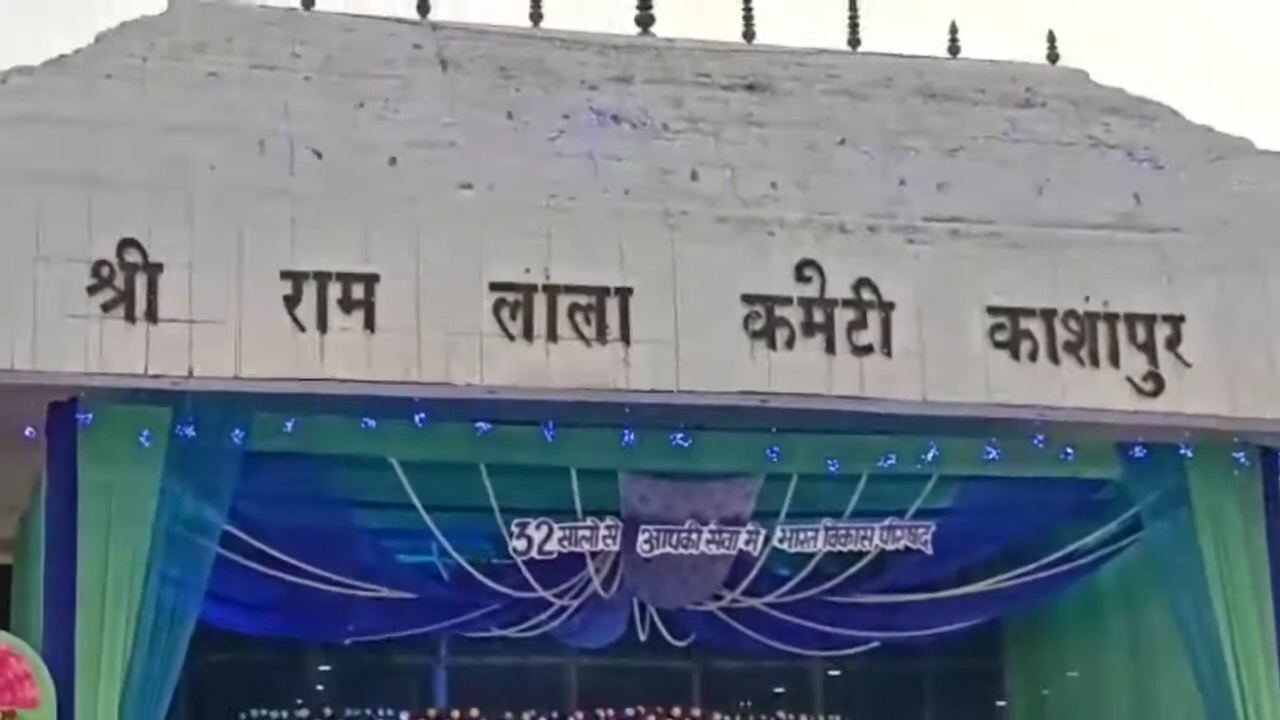 श्री राम लाला कमेटी काशापुर
32 सालो से आपकी सेवा मे भारत विकास परिषद्